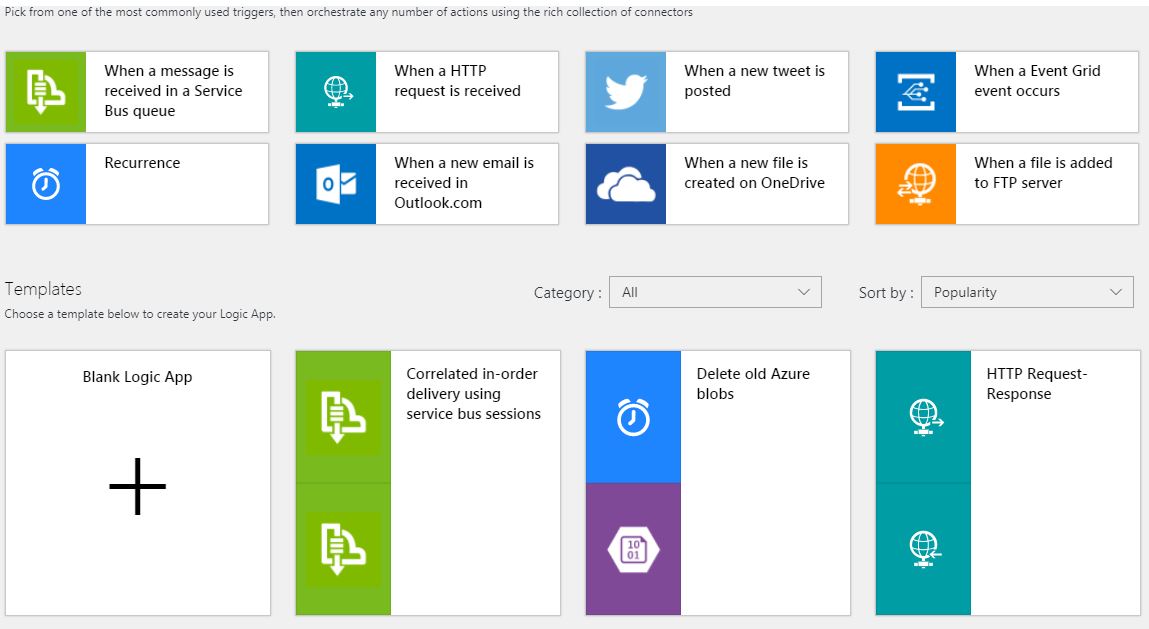 Pick from one of the most commonly used triggers, then orchestrate any number of actions using the rich collection of connectors
When a message is
received in a Service
Bus queue
When a HTTP
request is received
When a new tweet is
posted
When a Event Grid
event occurs
Recurrence
When a new email is
received in
Outlook.com
When a new file is
created on OneDrive
When a file is added
to FTP server
Templates
Category :
All
Sort by :
Popularity
Choose a template below to create your Logic App.
Blank Logic App
Correlated in-order
delivery using
service bus sessions
Delete old Azure
blobs
10
01
HTTP Request-
Response